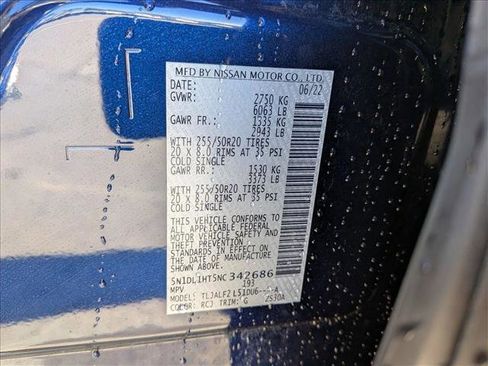 MFD BY NISSAN MOTOR CO., LTD.
DATE: 06/22
GVWR: 2750 KG
6063 LB
GAWR FR.: 1335 KG
2943 LB
WITH 255/50R20 TIRES
20 X 8.0 RIMS AT 35 PSI
COLD SINGLE
GAWR RR.: 1530 KG
3373 LB
WITH 255/50R20 TIRES
20 X 8.0 RIMS AT 35 PSI
COLD SINGLE
THIS VEHICLE CONFORMS TO
ALL APPLICABLE FEDERAL
MOTOR VEHICLE SAFETY AND
THEFT PREVENTION
STANDARDS IN EFFECT ON
THE DATE OF MANUFACTURE
SHOWN ABOVE
5N1DL1HT5NC342686
MPV 193
MODEL:
COLOR: RCJ TRIM: G 2S30A